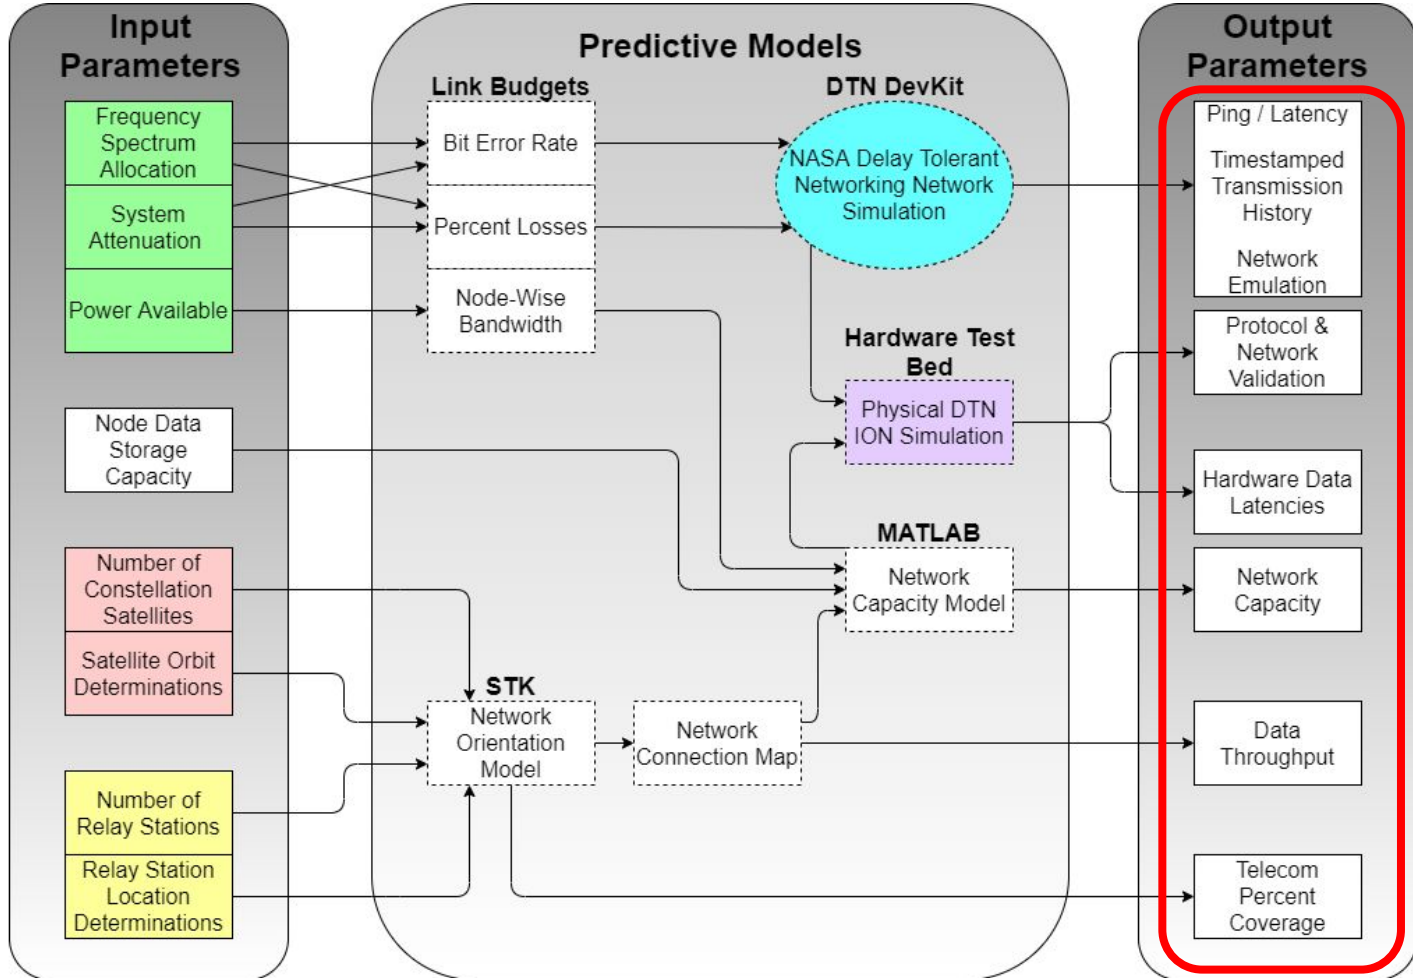 Input
Parameters
Frequency
Spectrum
Allocation
System
Attenuation
Power Available
Node Data
Storage
Capacity
Number of
Constellation
Satellites
Satellite Orbit
Determinations
Number of
Relay Stations
Relay Station
Location
Determinations
Predictive Models
Link Budgets
Bit Error Rate
Percent Losses
Node-Wise
Bandwidth
DTN DevKit
NASA Delay Tolerant
Networking Network
Simulation
Hardware Test
Bed
Physical DTN
ION Simulation
MATLAB
Network
Capacity Model
STK
Network
Orientation
Model
Network
Connection Map
Output
Parameters
Ping / Latency
Timestamped
Transmission
History
Network
Emulation
Protocol &
Network
Validation
Hardware Data
Latencies
Network
Capacity
Data
Throughput
Telecom
Percent
Coverage